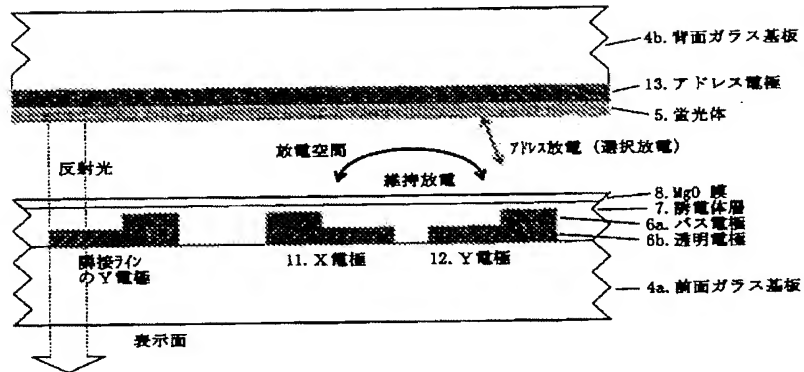 4b. 背面ガラス基板
13. アドレス電極
5. 蛍光体
アドレス放電 (選択放電)
放電空間
反射光
維持放電
8. MgO 膜
7. 誘電体層
6a. バス電極
6b. 透明電極
隣接ライン
のY電極
11. X電極
12. Y電極
4a. 前面ガラス基板
表示面